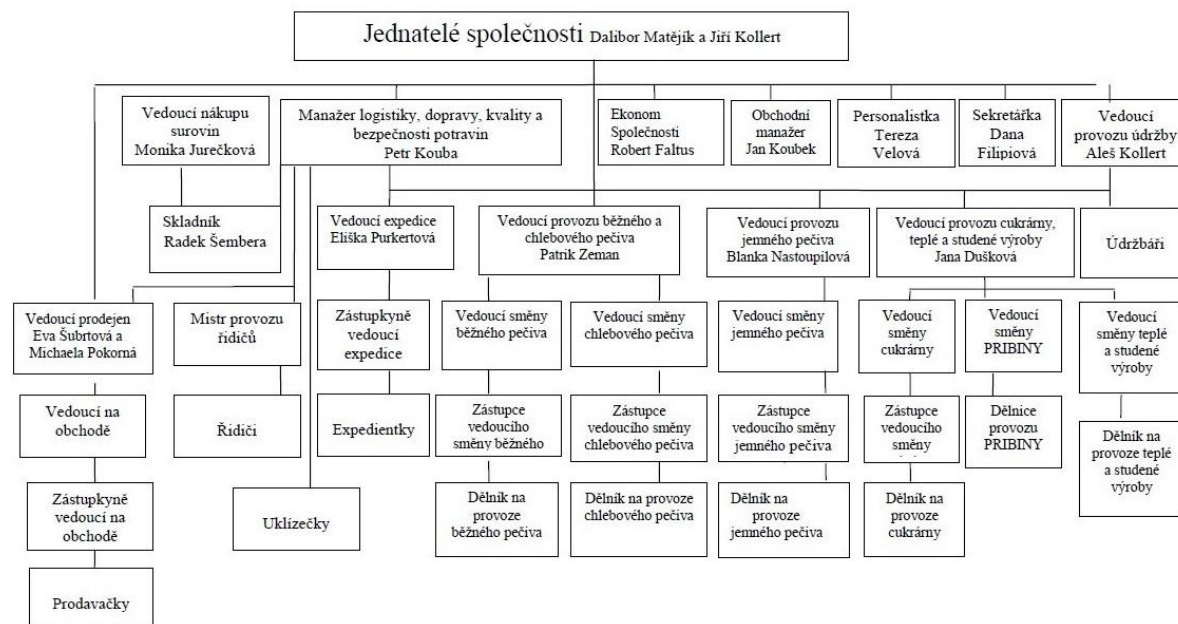 Jednatelé společnosti Dalibor Matějík a Jiří Kollert
Vedoucí nákupu
surovin
Monika Jurečková
Manažer logistiky, dopravy, kvality a
bezpečnosti potravin
Petr Kouba
Ekonom
Společnosti
Robert Faltus
Obchodní
manažer
Jan Koubek
Personalistka
Tereza
Velová
Sekretářka
Dana
Filipiová
Vedoucí
provozu údržby
Aleš Kollert
Skladník
Radek Šembera
Vedoucí expedice
Eliška Purkertová
Vedoucí provozu běžného a
chlebového pečiva
Patrik Zeman
Vedoucí provozu
jemného pečiva
Blanka Nastoupilová
Vedoucí provozu cukrárny,
teplé a studené výroby
Jana Dušková
Údržbáři
Vedoucí prodejen
Eva Šubrtová a
Michaela Pokorná
Mistr provozu
řidičů
Zástupkyně
vedoucí
expedice
Vedoucí směny
běžného pečiva
Vedoucí směny
chlebového pečiva
Vedoucí směny
jemného pečiva
Vedoucí
směny
cukrárny
Vedoucí
směny
PRIBINY
Vedoucí
směny teplé
a studené
výroby
Vedoucí na
obchodě
Řidiči
Expedientky
Zástupce
vedoucího
směny běžného
Zástupce
vedoucího směny
chlebového pečiva
Zástupce
vedoucího směny
jemného pečiva
Zástupce
vedoucího
směny
Dělnice
provozu
PRIBINY
Dělník na
provoze teplé
a studené
výroby
Zástupkyně
vedoucí na
obchodě
Uklízečky
Dělník na
provoze
běžného pečiva
Dělník na provoze
chlebového pečiva
Dělník na
provoze
jemného pečiva
Dělník na
provoze
cukrárny
Prodavačky